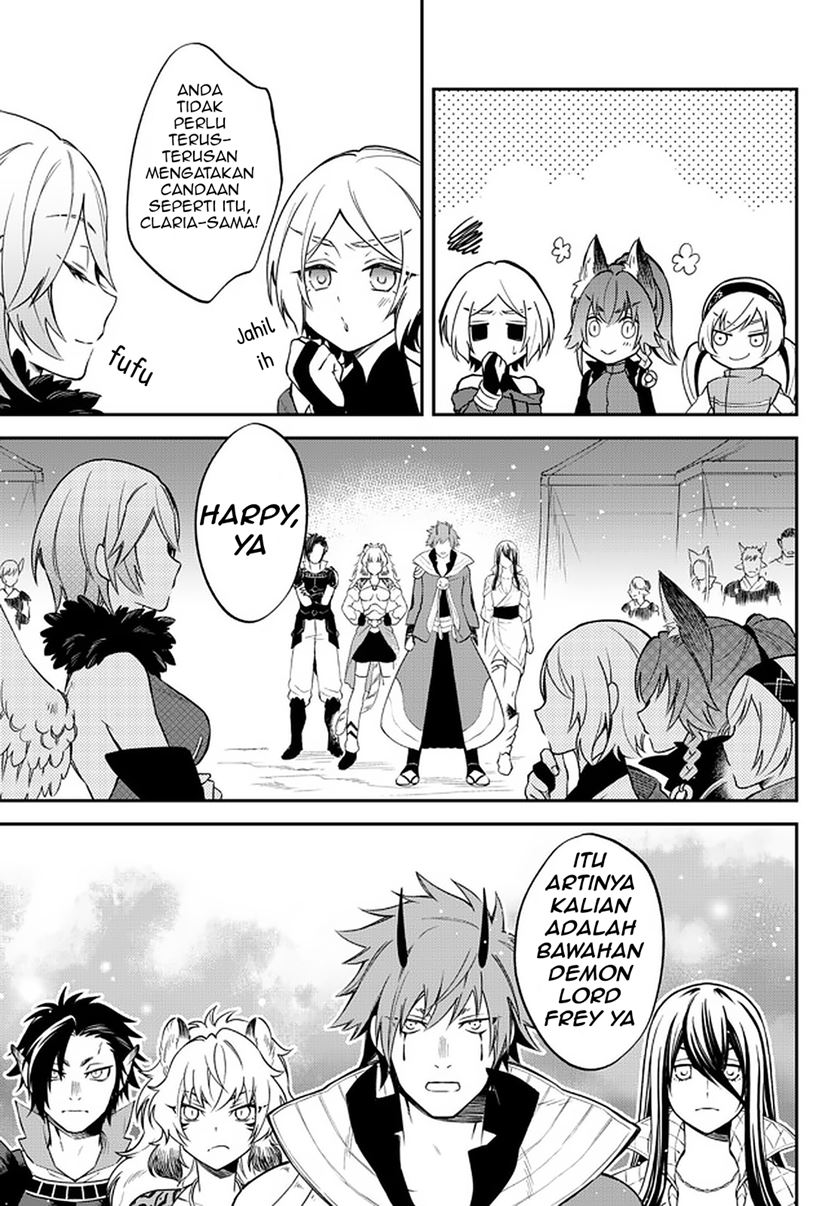 ANDA
TIDAK
PERLU
TERUS-
TERUSAN
MENGATAKAN
CANDAAN
SEPERTI ITU,
CLARIA-SAMA!
Jahil
ih
fufu
HARPY,
YA
ITU
ARTINYA
KALIAN
ADALAH
BAWAHAN
DEMON
LORD
FREY YA